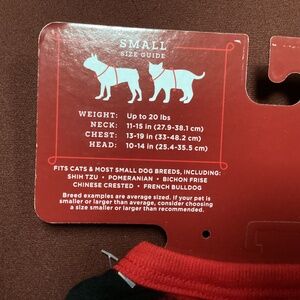 SMALL
SIZE GUIDE
WEIGHT: Up to 20 lbs
NECK: 11-15 in (27.9-38.1 cm)
CHEST: 13-19 in (33-48.2 cm)
HEAD: 10-14 in (25.4-35.5 cm)
FITS CATS & MOST SMALL DOG BREEDS, INCLUDING:
SHIH TZU • POMERANIAN • BICHON FRISE
CHINESE CRESTED • FRENCH BULLDOG
Breed examples are average sized. If your pet is
smaller or larger than average, consider choosing
a size smaller or larger than recommended.